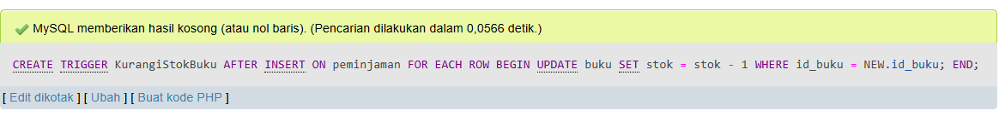 MySQL memberikan hasil kosong (atau nol baris). (Pencarian dilakukan dalam 0,0566 detik.)
CREATE TRIGGER KurangiStokBuku AFTER INSERT ON peminjaman FOR EACH ROW BEGIN UPDATE buku SET stok = stok - 1 WHERE id_buku = NEW.id_buku; END;
[ Edit dikotak ] [ Ubah ] [ Buat kode PHP ]